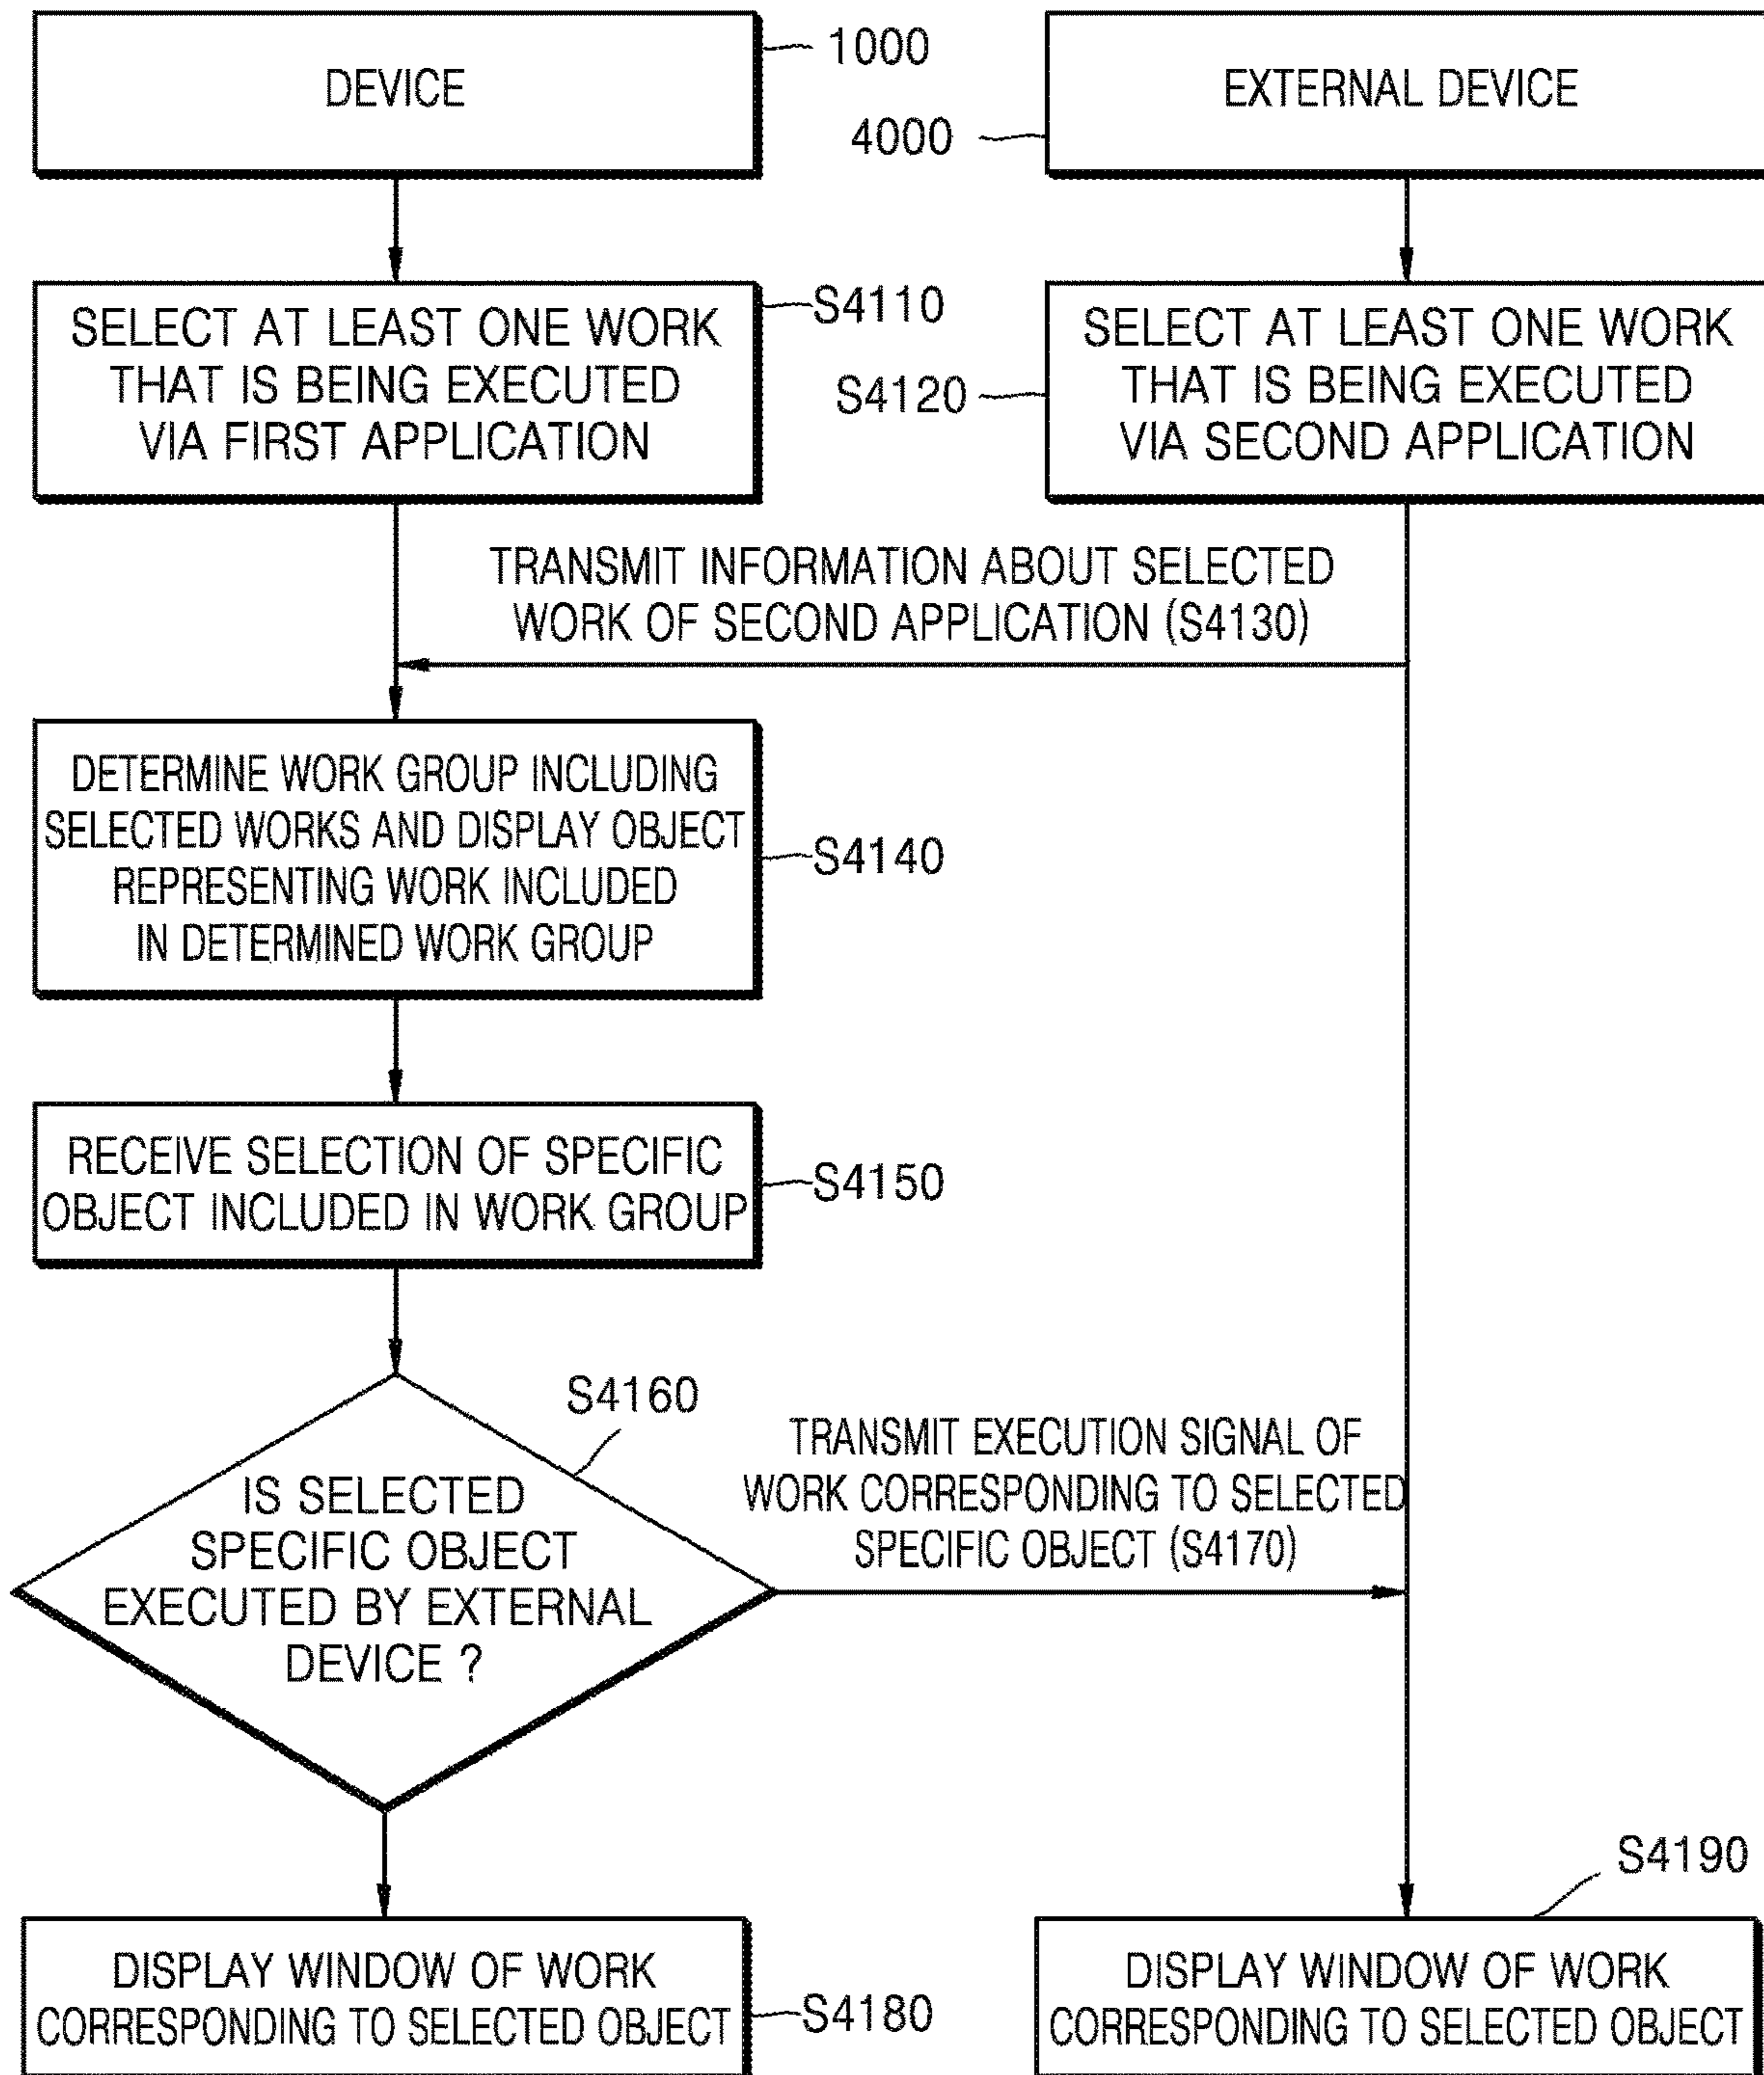 DEVICE
1000
EXTERNAL DEVICE
4000
SELECT AT LEAST ONE WORK
THAT IS BEING EXECUTED
VIA FIRST APPLICATION
S4110
SELECT AT LEAST ONE WORK
THAT IS BEING EXECUTED
VIA SECOND APPLICATION
S4120
TRANSMIT INFORMATION ABOUT SELECTED
WORK OF SECOND APPLICATION (S4130)
DETERMINE WORK GROUP INCLUDING
SELECTED WORKS AND DISPLAY OBJECT
REPRESENTING WORK INCLUDED
IN DETERMINED WORK GROUP
S4140
RECEIVE SELECTION OF SPECIFIC
OBJECT INCLUDED IN WORK GROUP
S4150
S4160
IS SELECTED
SPECIFIC OBJECT
EXECUTED BY EXTERNAL
DEVICE ?
TRANSMIT EXECUTION SIGNAL OF
WORK CORRESPONDING TO SELECTED
SPECIFIC OBJECT (S4170)
DISPLAY WINDOW OF WORK
CORRESPONDING TO SELECTED OBJECT
S4180
S4190
DISPLAY WINDOW OF WORK
CORRESPONDING TO SELECTED OBJECT